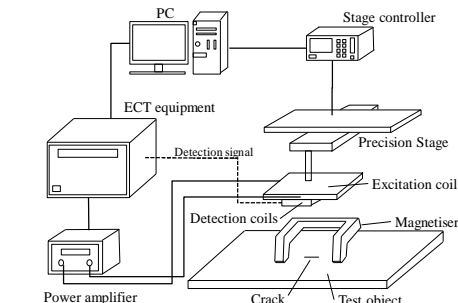 PC
Stage controller
ECT equipment
Detection signal
Precision Stage
Excitation coil
Detection coils
Magnetiser
Power amplifier
Crack
Test object